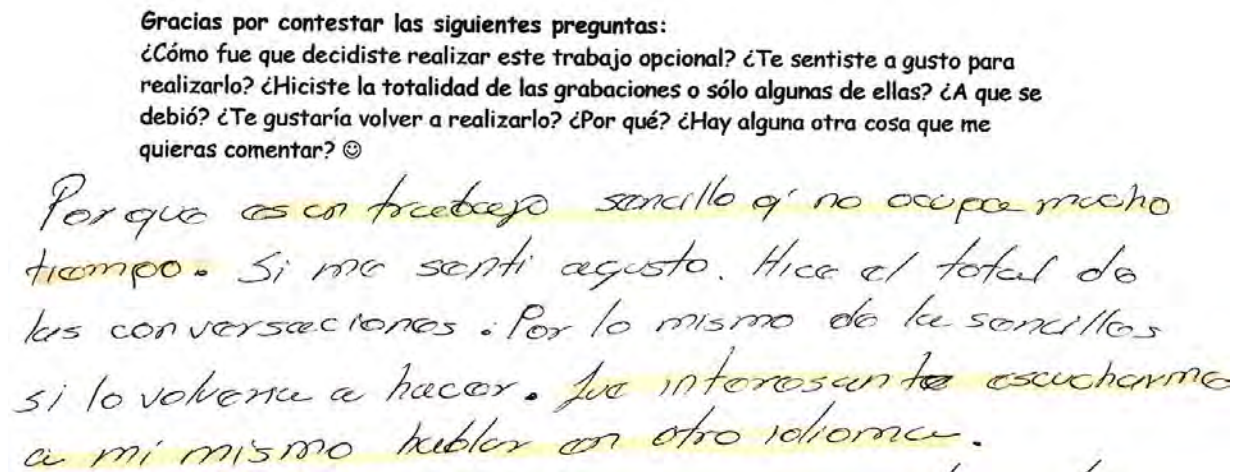 Gracias por contestar las siguientes preguntas:
¿Cómo fue que decidiste realizar este trabajo opcional? ¿Te sentiste a gusto para
realizarlo? ¿Hiciste la totalidad de las grabaciones o sólo algunas de ellas? ¿A que se
debió? ¿Te gustaría volver a realizarlo? ¿Por qué? ¿Hay alguna otra cosa que me
quieras comentar? ☺
Porque es un trabajo sencillo q' no ocupa mucho
tiempo. Si me senti agusto. Hice el total de
las conversaciones. Por lo mismo de la sencilles
si lo volveria a hacer. fue interesante escucharme
a mi mismo hablar en otro idioma.